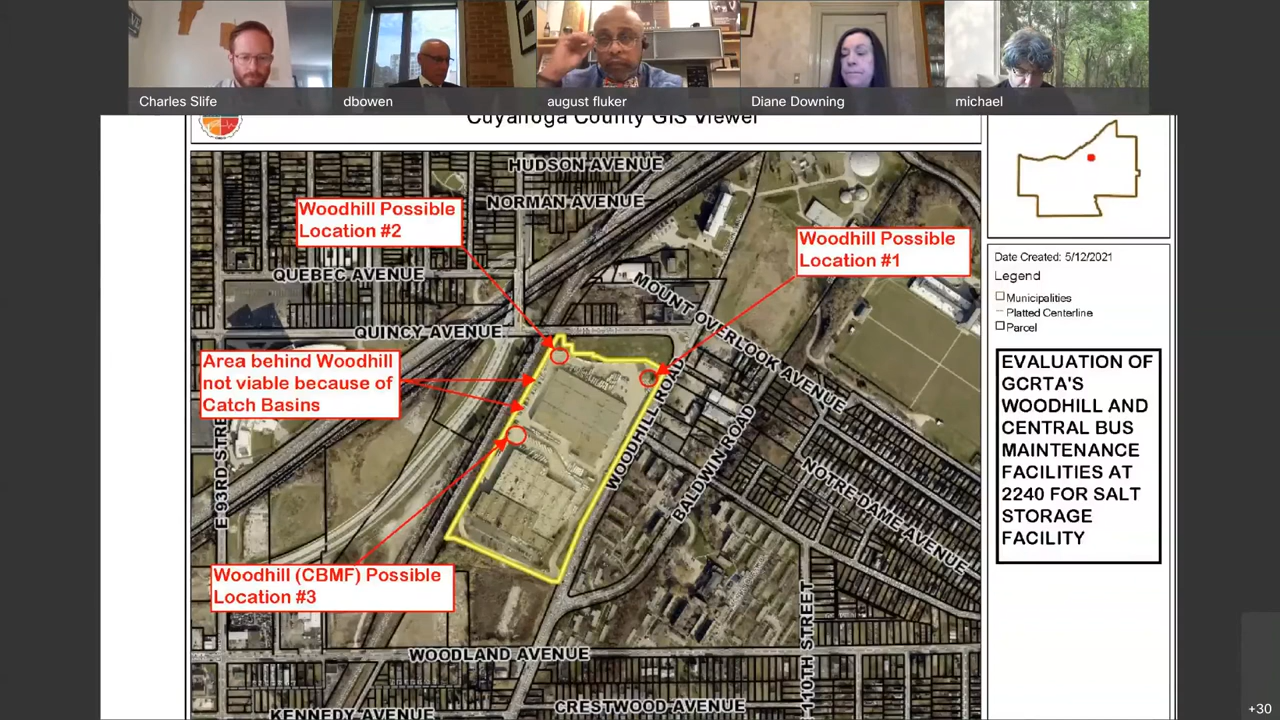 Charles Slife
dbowen
august fluker
Diane Downing
michael
Cuyahoga County GIS Viewer
HUDSON AVENUE
NORMAN AVENUE
Woodhill Possible
Location #2
Woodhill Possible
Location #1
QUEBEC AVENUE
MOUNT OVERLOOK AVENUE
QUINCY AVENUE
Area behind Woodhill
not viable because of
Catch Basins
WOODHILL ROAD
BALDWIN ROAD
E 93RD STRE
NOTRE DAME AVENUE
Woodhill (CBMF) Possible
Location #3
110TH STREET
WOODLAND AVENUE
CRESTWOOD AVENUE
KENNEDY AVENUE
Date Created: 5/12/2021
Legend
Municipalities
Platted Centerline
Parcel
EVALUATION OF
GCRTA'S
WOODHILL AND
CENTRAL BUS
MAINTENANCE
FACILITIES AT
2240 FOR SALT
STORAGE
FACILITY
+30